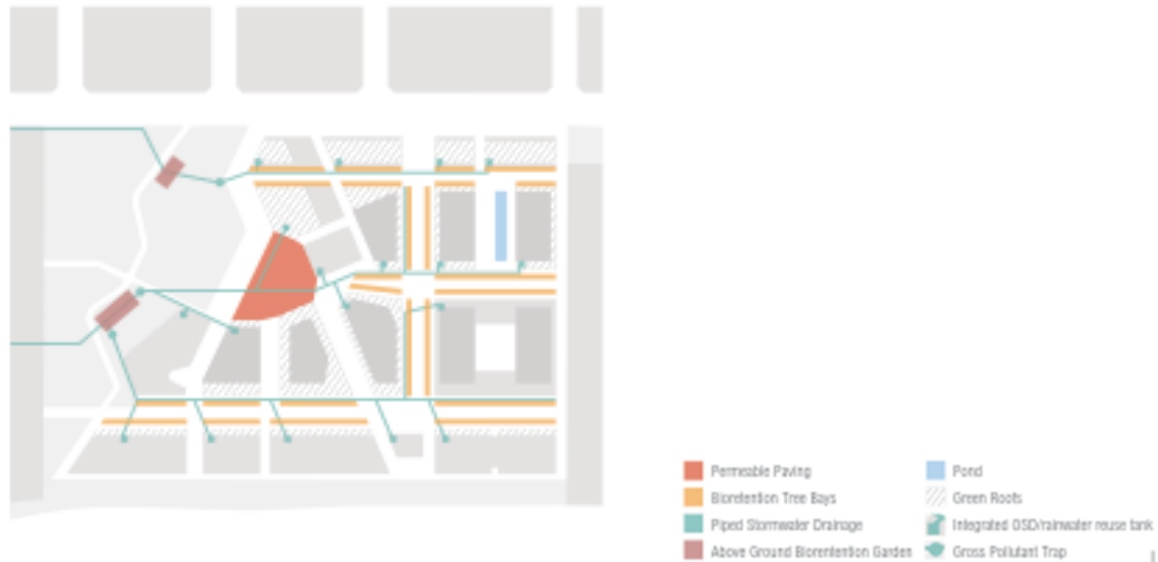 Permeable Paving
Bioretention Tree Bays
Piped Stormwater Drainage
Above Ground Biorentention Garden
Pond
Green Roofs
Integrated OSD/rainwater reuse tank
Gross Pollutant Trap